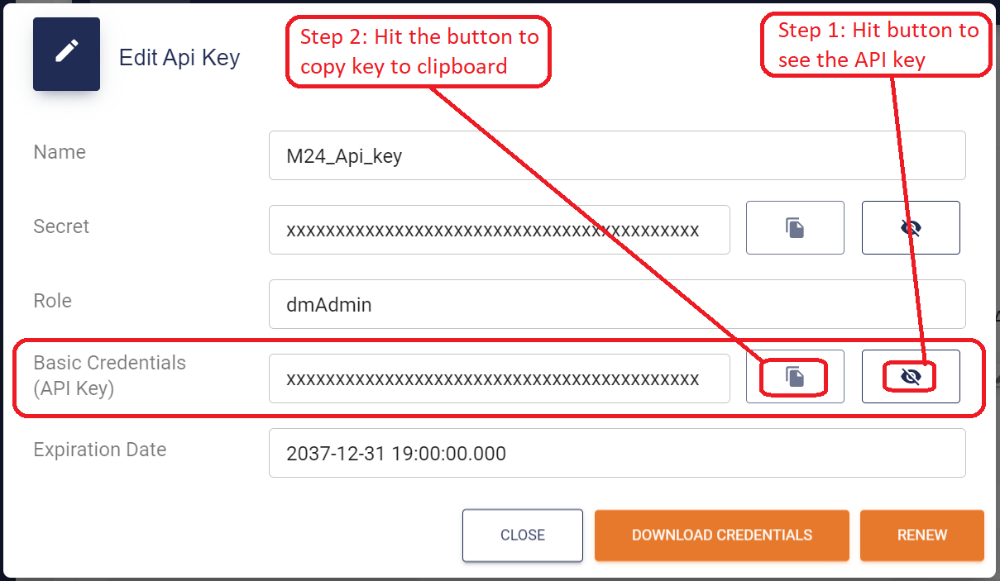 Edit Api Key
Step 2: Hit the button to
copy key to clipboard
Step 1: Hit button to
see the API key
Name
M24_Api_key
Secret
xxxxxxxxxxxxxxxxxxxxxxxxxxxxxxxxxxxxxxxxxx
Role
dmAdmin
Basic Credentials
(API Key)
xxxxxxxxxxxxxxxxxxxxxxxxxxxxxxxxxxxxxxxxxx
Expiration Date
2037-12-31 19:00:00.000
CLOSE
DOWNLOAD CREDENTIALS
RENEW